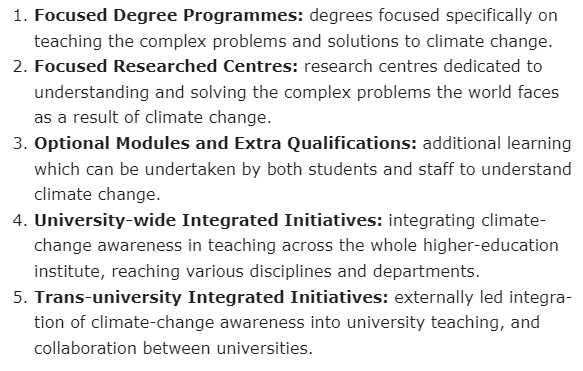 1. Focused Degree Programmes: degrees focused specifically on
teaching the complex problems and solutions to climate change.
2. Focused Researched Centres: research centres dedicated to
understanding and solving the complex problems the world faces
as a result of climate change.
3. Optional Modules and Extra Qualifications: additional learning
which can be undertaken by both students and staff to understand
climate change.
4. University-wide Integrated Initiatives: integrating climate-
change awareness in teaching across the whole higher-education
institute, reaching various disciplines and departments.
5. Trans-university Integrated Initiatives: externally led integra-
tion of climate-change awareness into university teaching, and
collaboration between universities.